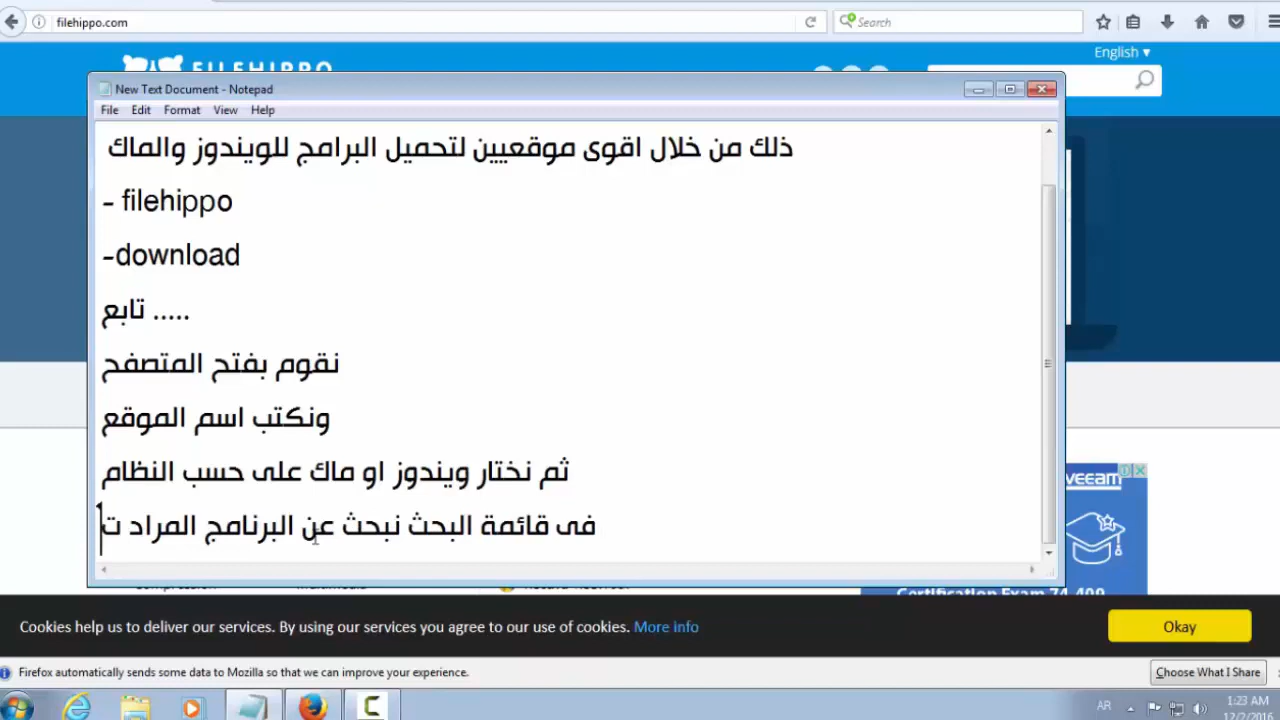 filehippo.com
Search
English ▾
FILEHIPPO
New Text Document - Notepad
File Edit Format View Help
ذلك من خلال اقوى موقعيين لتحميل البرامج للويندوز والماك
- filehippo
-download
تابع .....
نقوم بفتح المتصفح
ونكتب اسم الموقع
ثم نختار ويندوز او ماك على حسب النظام
فى قائمة البحث نبحث عن البرنامج المراد ت
veeam
Certification Exam 74-409
Cookies help us to deliver our services. By using our services you agree to our use of cookies. More info
Okay
Firefox automatically sends some data to Mozilla so that we can improve your experience.
Choose What I Share
AR
1:23 AM
12/2/2016